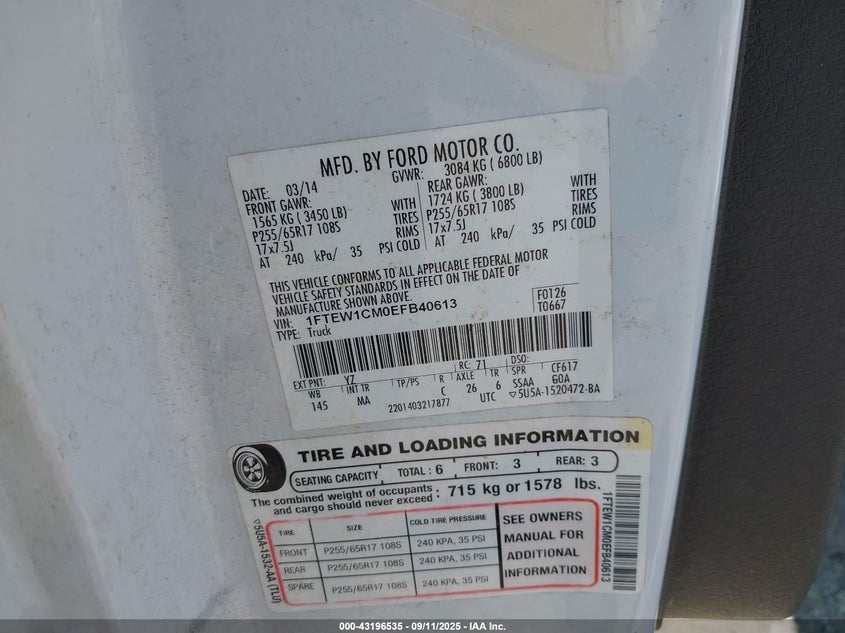 MFD. BY FORD MOTOR CO.
DATE: 03/14 GVWR: 3084 KG ( 6800 LB)
FRONT GAWR: REAR GAWR:
1565 KG ( 3450 LB) WITH 1724 KG ( 3800 LB) WITH
P255/65R17 108S TIRES P255/65R17 108S TIRES
17x7.5J RIMS 17x7.5J RIMS
AT 240 kPa/ 35 PSI COLD AT 240 kPa/ 35 PSI COLD
THIS VEHICLE CONFORMS TO ALL APPLICABLE FEDERAL MOTOR
VEHICLE SAFETY STANDARDS IN EFFECT ON THE DATE OF
MANUFACTURE SHOWN ABOVE.
VIN: 1FTEW1CM0EFB40613 F0126
TYPE: Truck T0667
EXT PNT: YZ RC: 71 DSO:
WB INT TR TP/PS R AXLE TR SPR CF617
145 MA C 26 6 SSAA GOA
2201403217877 UTC ▽5U5A-1520472-BA
TIRE AND LOADING INFORMATION
SEATING CAPACITY TOTAL : 6 FRONT: 3 REAR: 3
The combined weight of occupants and cargo should never exceed : 715 kg or 1578 lbs.
TIRE SIZE COLD TIRE PRESSURE
FRONT P255/65R17 108S 240 KPA, 35 PSI
REAR P255/65R17 108S 240 KPA, 35 PSI
SPARE P255/65R17 108S 240 KPA, 35 PSI
SEE OWNERS
MANUAL FOR
ADDITIONAL
INFORMATION
▽5U5A-1532-AA (TLU)
1FTEW1CM0EFB40613
000-43196535 - 09/11/2025 - IAA Inc.